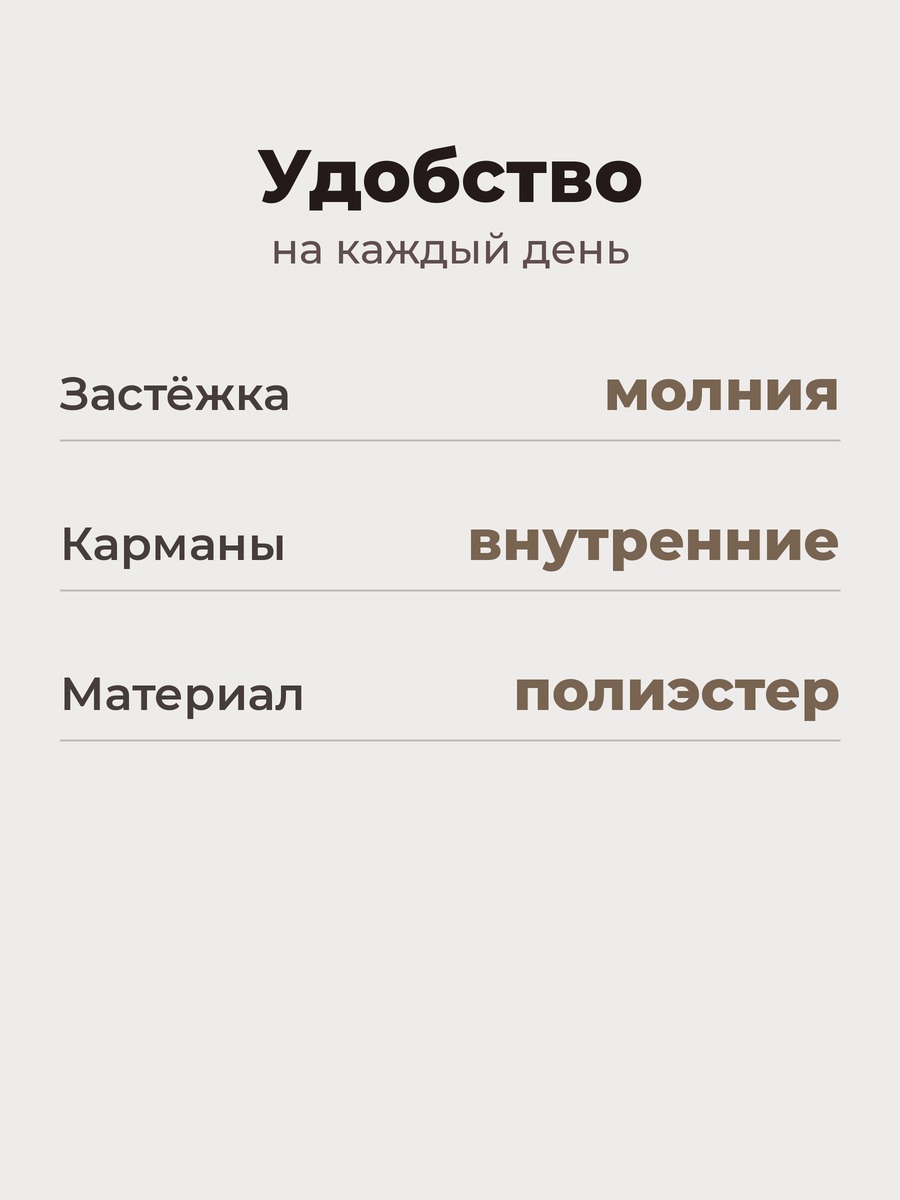 Удобство
на каждый день
Застёжка молния
Карманы внутренние
Материал полиэстер